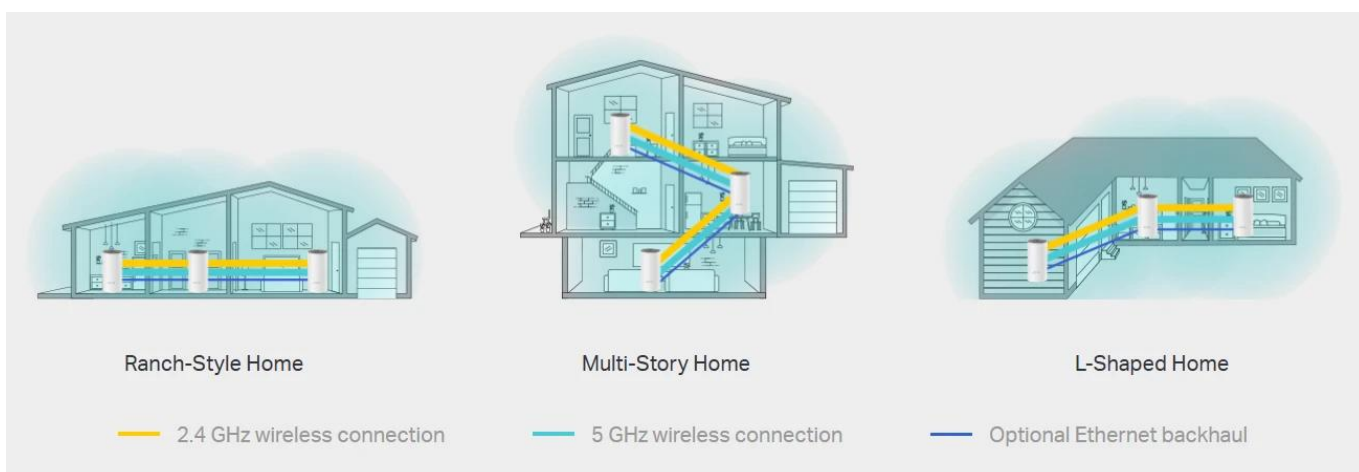 Ranch-Style Home
Multi-Story Home
L-Shaped Home
2.4 GHz wireless connection
5 GHz wireless connection
Optional Ethernet backhaul